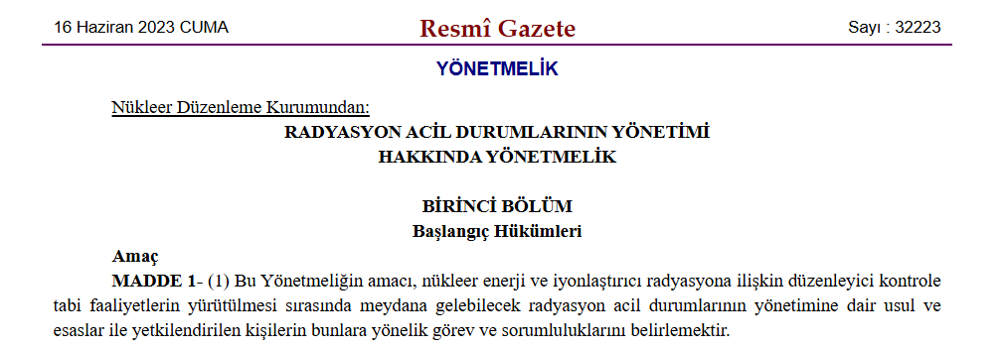 16 Haziran 2023 CUMA
Resmî Gazete
Sayı : 32223
YÖNETMELİK
Nükleer Düzenleme Kurumundan:
RADYASYON ACİL DURUMLARININ YÖNETİMİ
HAKKINDA YÖNETMELİK
BİRİNCİ BÖLÜM
Başlangıç Hükümleri
Amaç
MADDE 1- (1) Bu Yönetmeliğin amacı, nükleer enerji ve iyonlaştırıcı radyasyona ilişkin düzenleyici kontrole
tabi faaliyetlerin yürütülmesi sırasında meydana gelebilecek radyasyon acil durumlarının yönetimine dair usul ve
esaslar ile yetkilendirilen kişilerin bunlara yönelik görev ve sorumluluklarını belirlemektir.